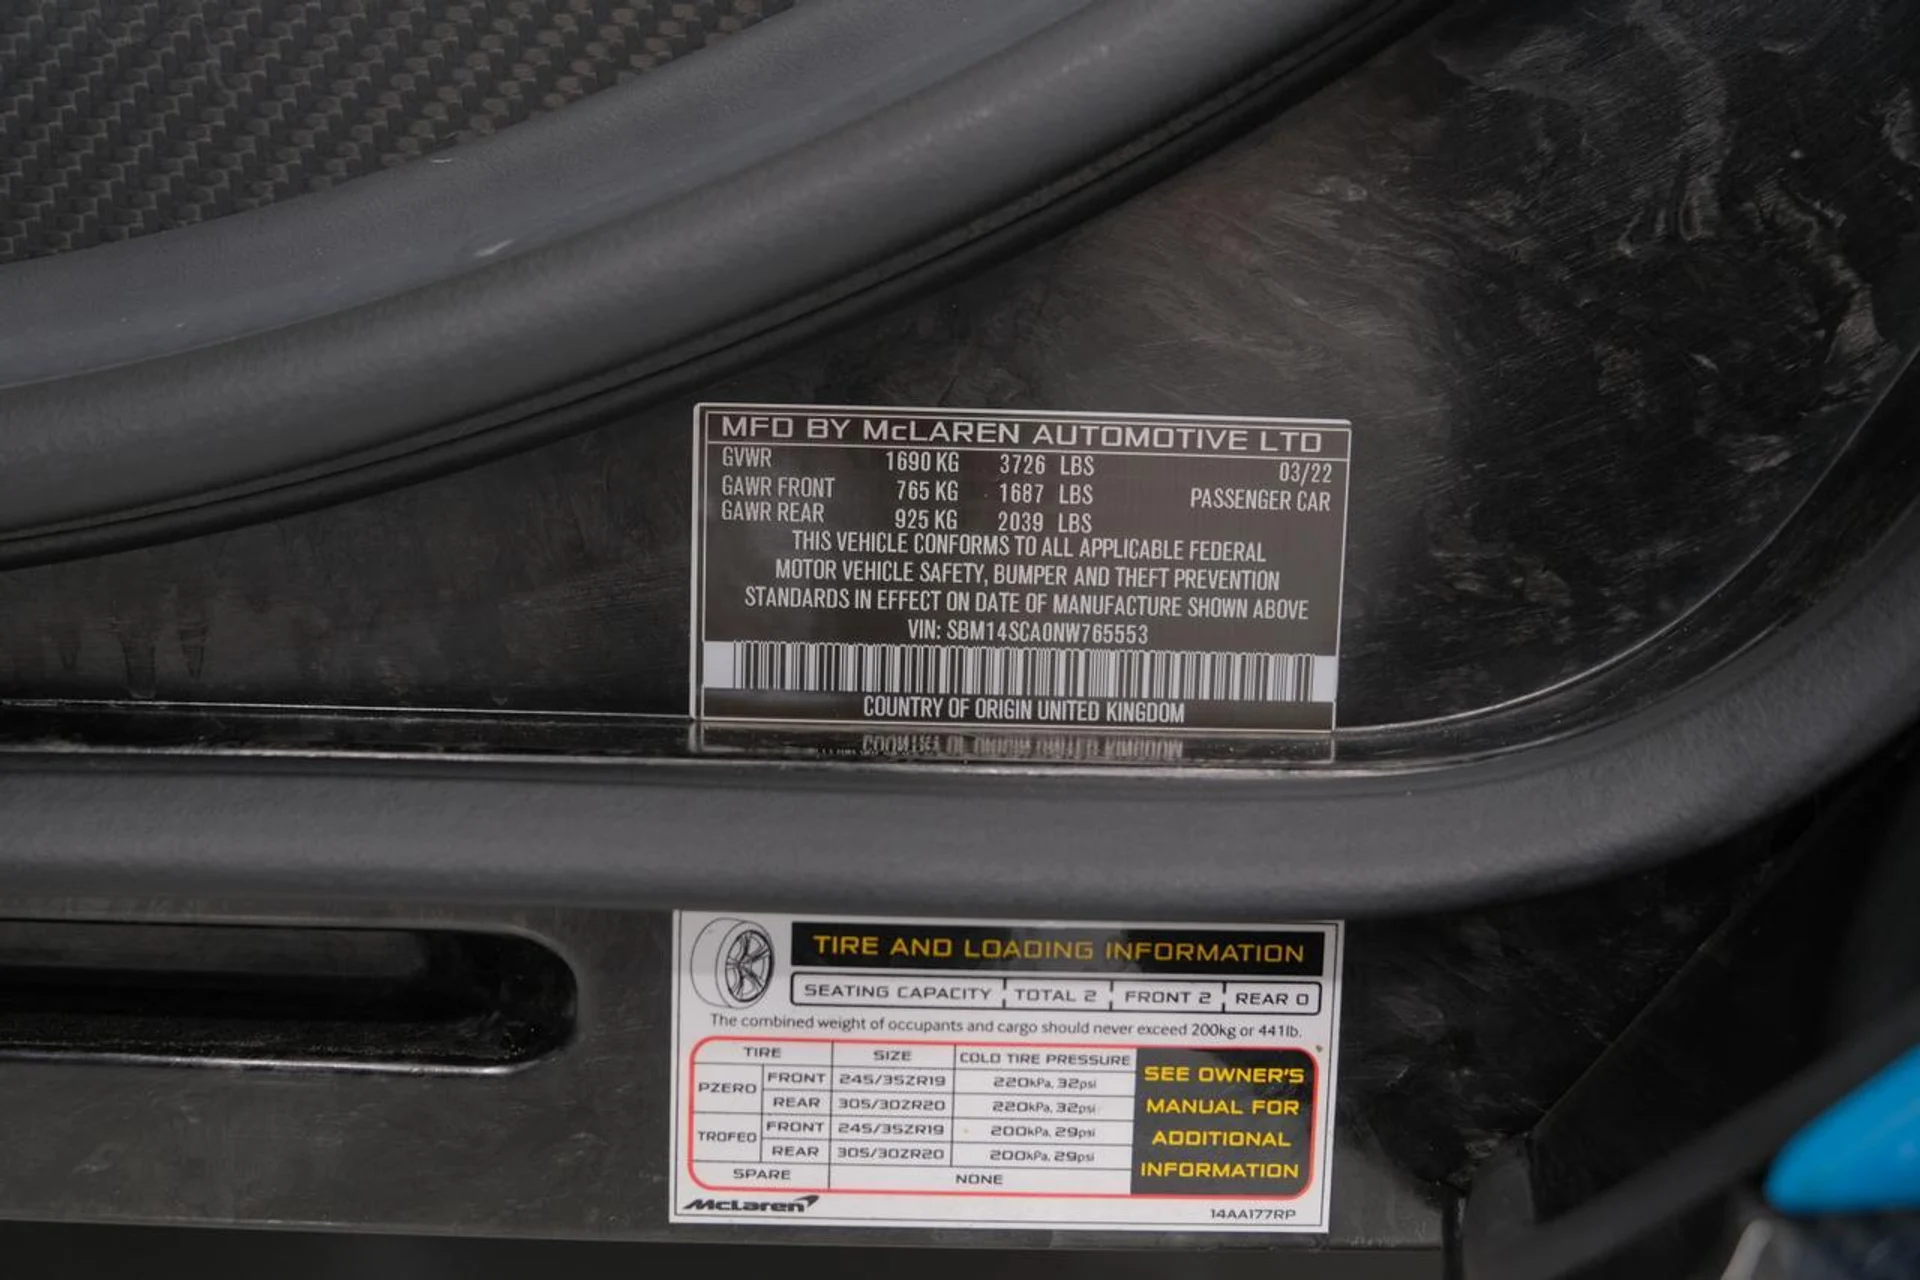 MFD BY McLAREN AUTOMOTIVE LTD
GVWR 1690 KG 3726 LBS 03/22
GAWR FRONT 765 KG 1687 LBS PASSENGER CAR
GAWR REAR 925 KG 2039 LBS
THIS VEHICLE CONFORMS TO ALL APPLICABLE FEDERAL
MOTOR VEHICLE SAFETY, BUMPER AND THEFT PREVENTION
STANDARDS IN EFFECT ON DATE OF MANUFACTURE SHOWN ABOVE
VIN: SBM14SCA0NW765553
COUNTRY OF ORIGIN UNITED KINGDOM
TIRE AND LOADING INFORMATION
SEATING CAPACITY TOTAL 2 FRONT 2 REAR 0
The combined weight of occupants and cargo should never exceed 200kg or 441lb.
TIRE SIZE COLD TIRE PRESSURE
PZERO FRONT 245/35ZR19 220kPa, 32psi
REAR 305/30ZR20 220kPa, 32psi
TROFEO FRONT 245/35ZR19 200kPa, 29psi
REAR 305/30ZR20 200kPa, 29psi
SPARE NONE
SEE OWNER'S
MANUAL FOR
ADDITIONAL
INFORMATION
McLaren 14AA177RP